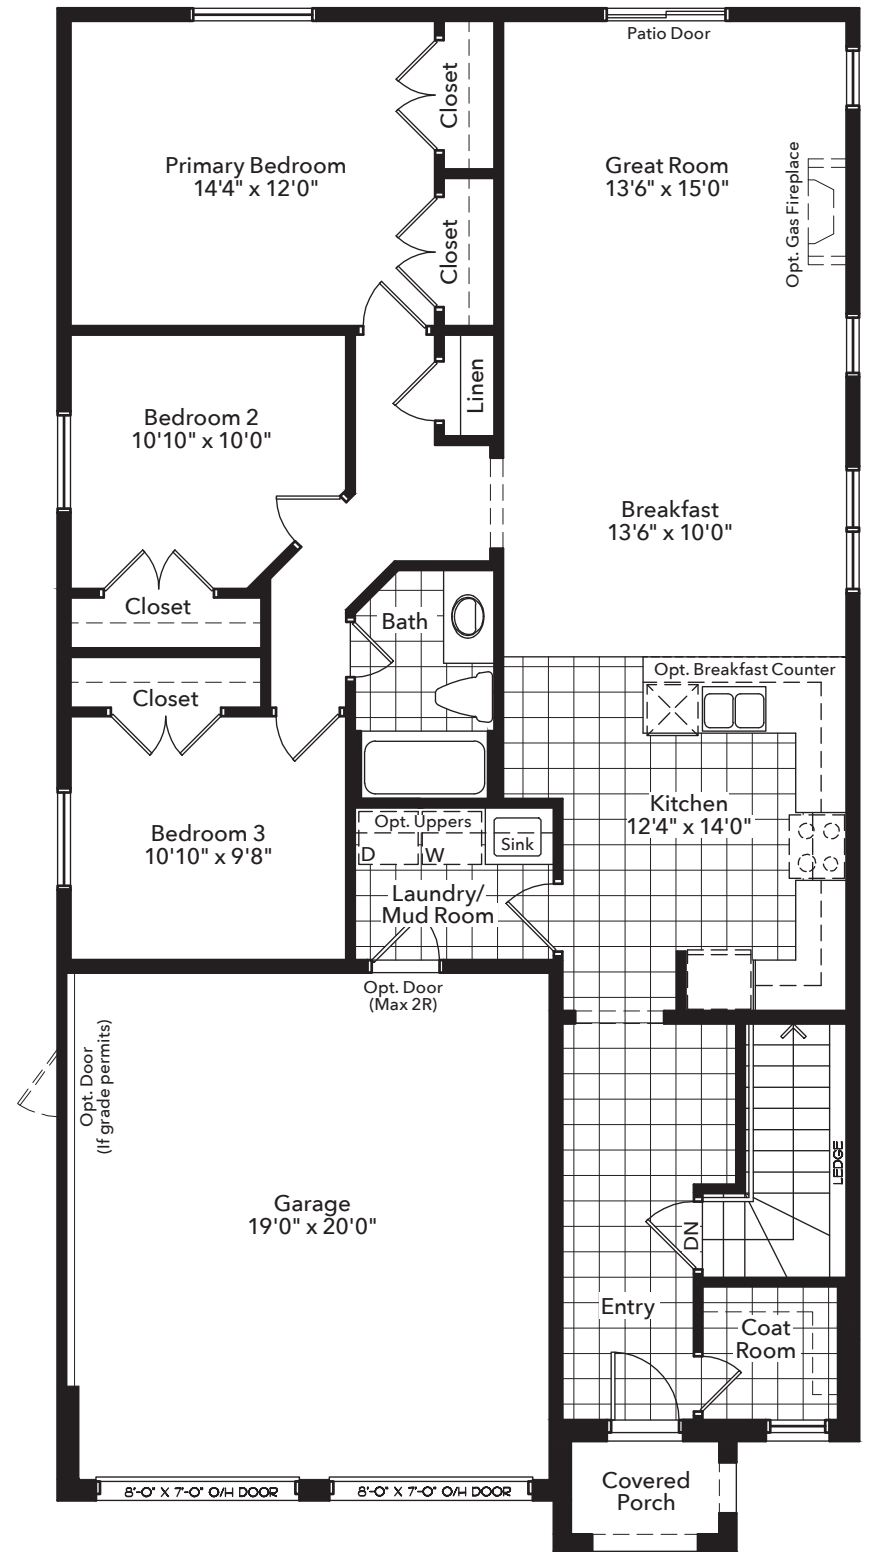 Patio Door
Closet
Primary Bedroom
14'4" x 12'0"
Great Room
13'6" x 15'0"
Opt. Gas Fireplace
Closet
Linen
Bedroom 2
10'10" x 10'0"
Breakfast
13'6" x 10'0"
Closet
Bath
Opt. Breakfast Counter
Closet
Kitchen
12'4" x 14'0"
Bedroom 3
10'10" x 9'8"
Opt. Uppers
D
W
Sink
Laundry/
Mud Room
Opt. Door
(Max 2R)
Opt. Door
(If grade permits)
LEDGE
Garage
19'0" x 20'0"
DN
Entry
Coat
Room
8'-0" X 7'-0" O/H DOOR
8'-0" X 7'-0" O/H DOOR
Covered
Porch